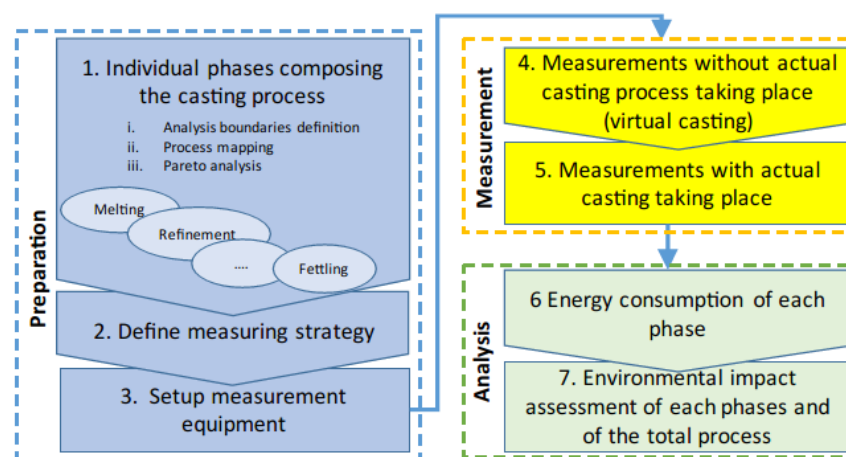 Preparation
1. Individual phases composing
the casting process
i. Analysis boundaries definition
ii. Process mapping
iii. Pareto analysis
Melting
Refinement
....
Fettling
2. Define measuring strategy
3. Setup measurement
equipment
Measurement
4. Measurements without actual
casting process taking place
(virtual casting)
5. Measurements with actual
casting taking place
Analysis
6 Energy consumption of each
phase
7. Environmental impact
assessment of each phases and
of the total process